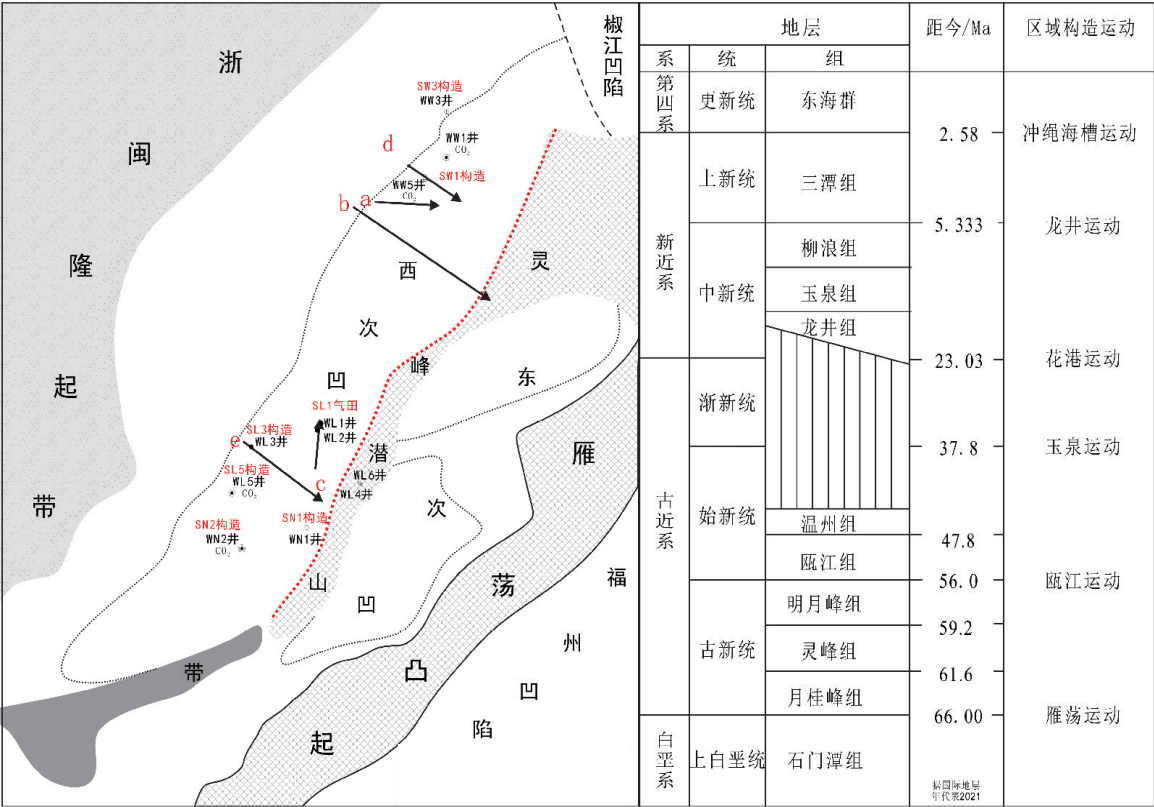 浙
闽
隆
起
带
椒江凹陷
SW3构造
WW3井
WW1井
CO₂
d
SW1构造
WW5井
CO₂
b
a
西
次
凹
灵
峰
潜
山
东
次
凹
SL1气田
WL1井
WL2井
SL3构造
e
WL3井
SL5构造
WL5井
CO₂
c
WL6井
WL4井
SN2构造
WN2井
CO₂
SN1构造
WN1井
带
雁
荡
凸
起
福
州
凹
陷
地层 距今/Ma 区域构造运动
系 统 组
第四系 更新统 东海群
2.58 冲绳海槽运动
新近系 上新统 三潭组
5.333 龙井运动
中新统 柳浪组
玉泉组
龙井组
23.03 花港运动
古近系 渐新统
37.8 玉泉运动
始新统 温州组
47.8
瓯江组
56.0 瓯江运动
古新统 明月峰组
59.2
灵峰组
61.6
月桂峰组
66.00 雁荡运动
白垩系 上白垩统 石门潭组
据国际地层
年代表2021